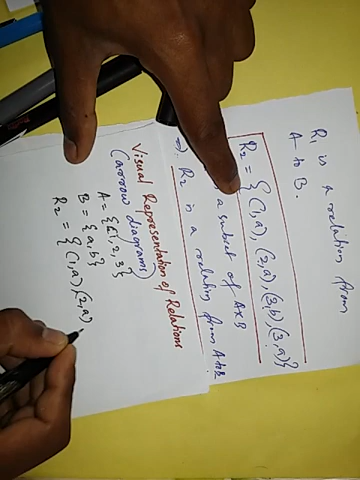 R1 is a relation from
A to B.
R2 = {(1,a), (2,a), (3,b), (3,a)}
a subset of A×B
⇒ R2 is a relation from A to B
Visual Representation of Relations
(arrow diagrams)
A = {1, 2, 3}
B = {a, b}
R2 = {(1, a), (2, a)